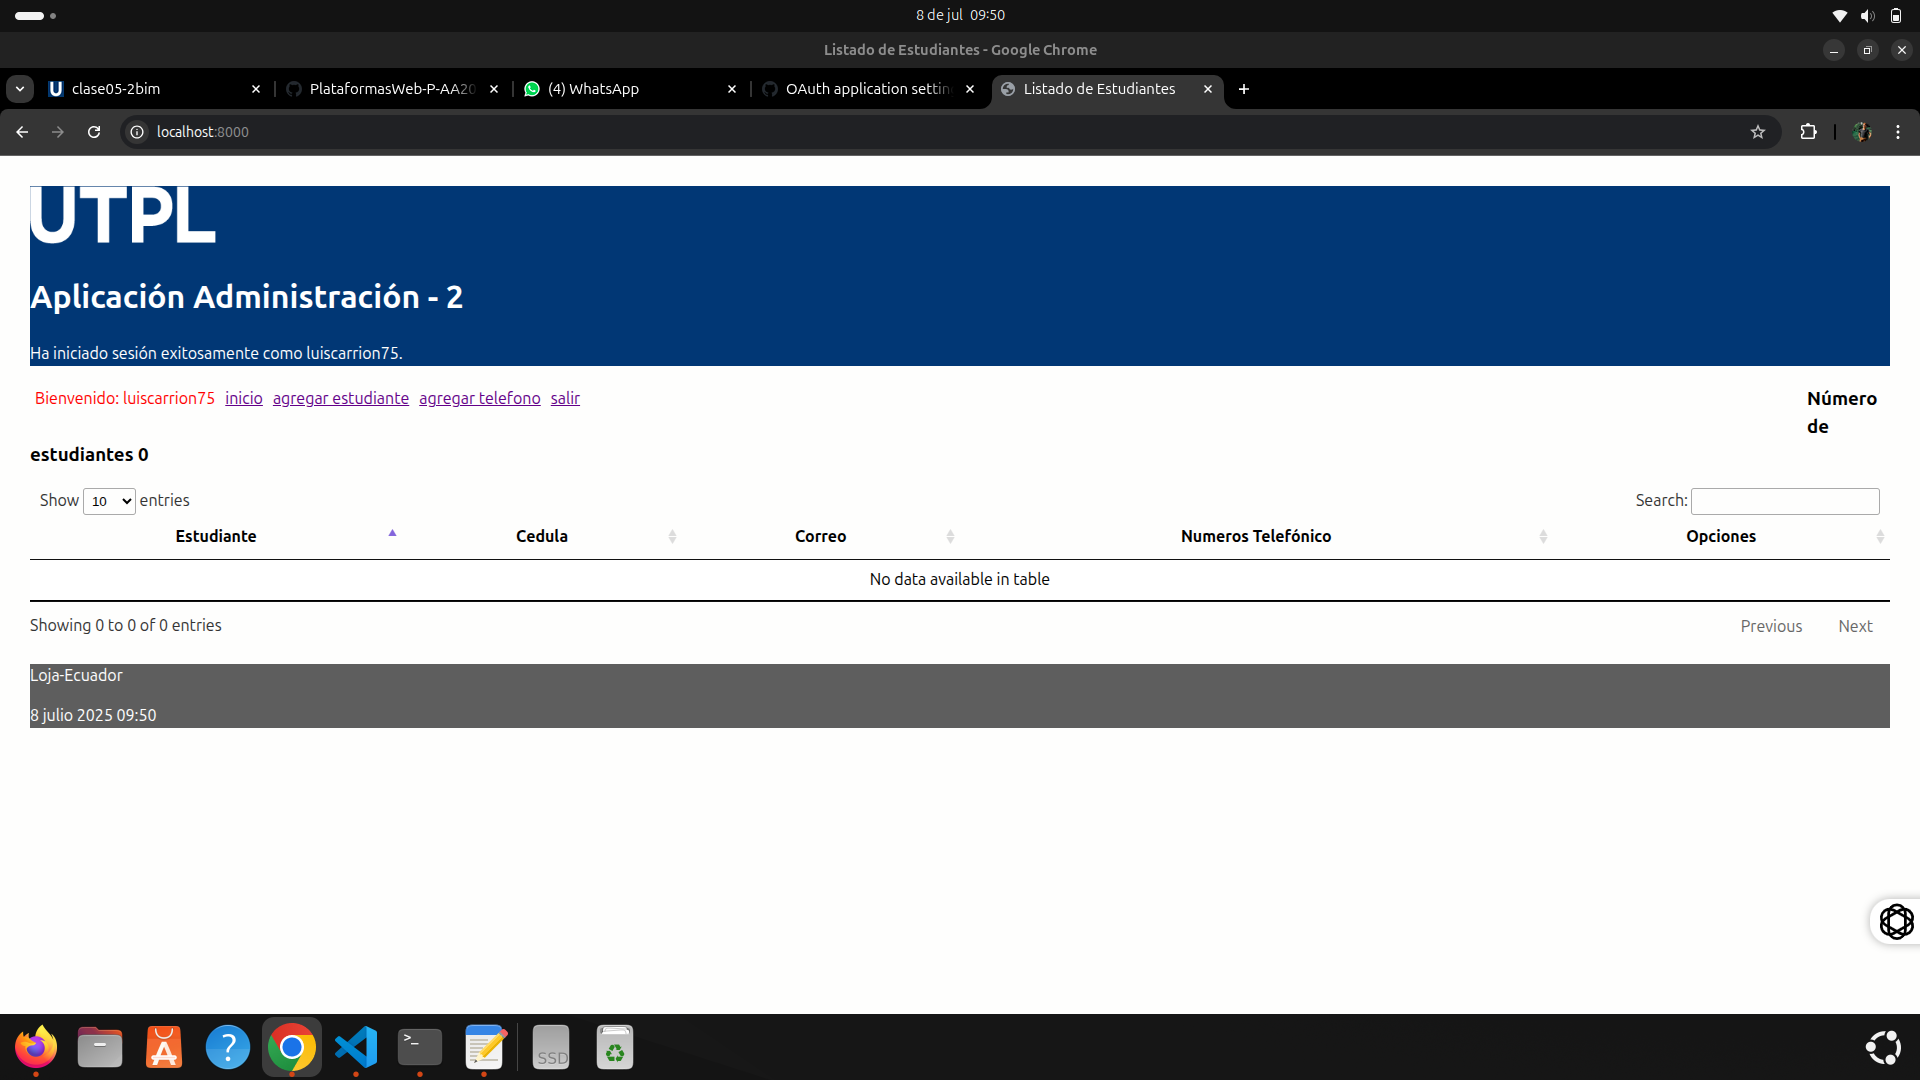 8 de jul 09:50
Listado de Estudiantes - Google Chrome
clase05-2bim
PlataformasWeb-P-AA20
(4) WhatsApp
OAuth application settin
Listado de Estudiantes
localhost:8000
UTPL
Aplicación Administración - 2
Ha iniciado sesión exitosamente como luiscarrion75.
Bienvenido: luiscarrion75 inicio agregar estudiante agregar telefono salir
Número
de
estudiantes 0
Show 10 entries
Search:
Estudiante Cedula Correo Numeros Telefónico Opciones
No data available in table
Showing 0 to 0 of 0 entries
Previous Next
Loja-Ecuador
8 julio 2025 09:50
SSD